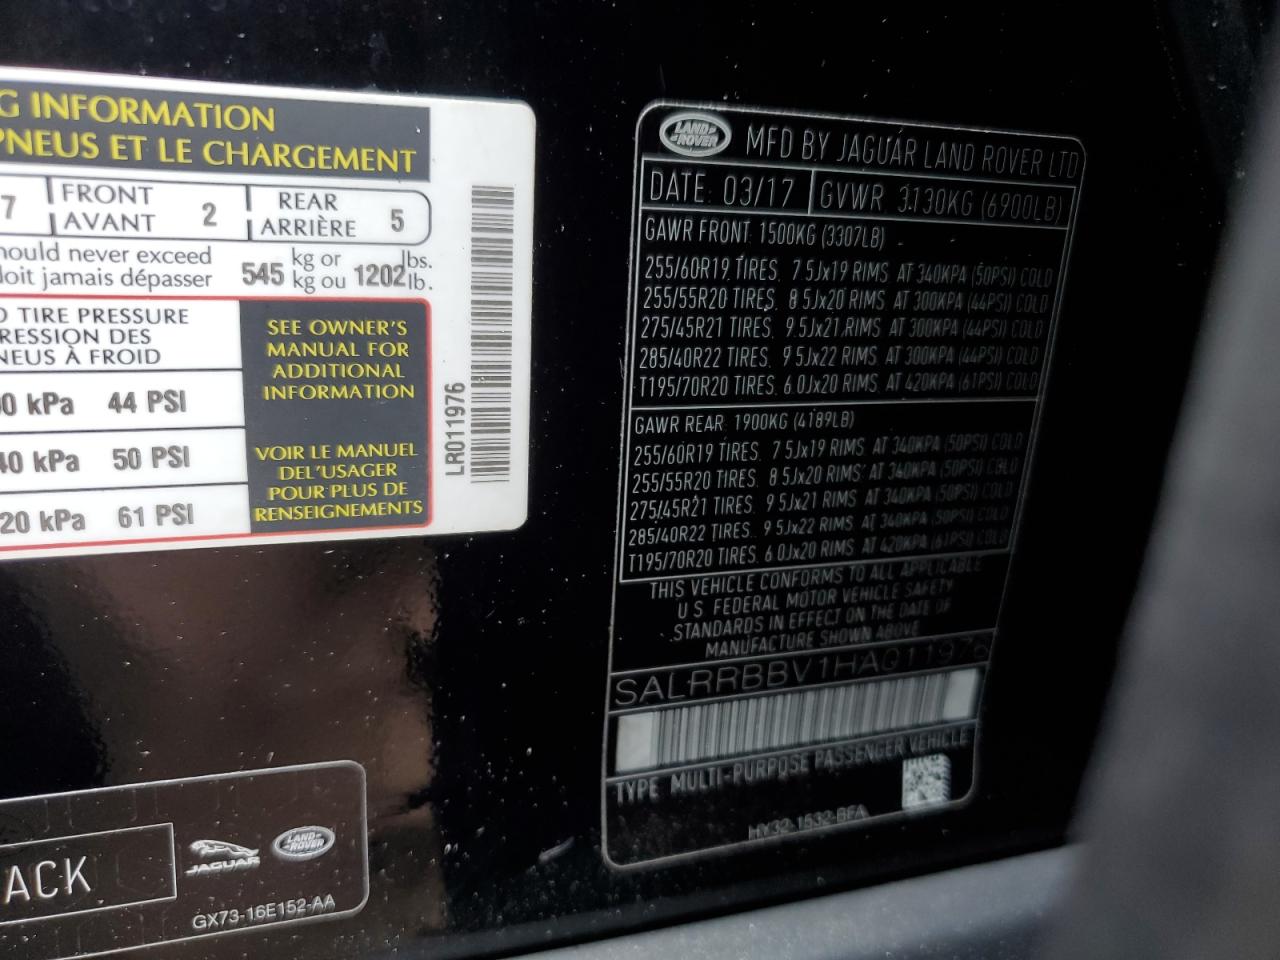 G INFORMATION
PNEUS ET LE CHARGEMENT
7 FRONT AVANT 2 REAR ARRIÈRE 5
ould never exceed
doit jamais dépasser
545 kg or kg ou 1202 lbs. lb.
D TIRE PRESSURE
RESSION DES
NEUS À FROID
00 kPa 44 PSI
40 kPa 50 PSI
20 kPa 61 PSI
SEE OWNER'S
MANUAL FOR
ADDITIONAL
INFORMATION
VOIR LE MANUEL
DEL'USAGER
POUR PLUS DE
RENSEIGNEMENTS
LR011976
ACK
JAGUAR
LAND ROVER
GX73-16E152-AA
LAND ROVER
MFD BY JAGUAR LAND ROVER LTD
DATE: 03/17 GVWR 3130KG (6900LB)
GAWR FRONT 1500KG (3307LB)
255/60R19 TIRES, 7.5Jx19 RIMS AT 340KPA (50PSI) COLD
255/55R20 TIRES, 8.5Jx20 RIMS AT 300KPA (44PSI) COLD
275/45R21 TIRES, 9.5Jx21 RIMS AT 300KPA (44PSI) COLD
285/40R22 TIRES, 9.5Jx22 RIMS AT 300KPA (44PSI) COLD
T195/70R20 TIRES, 6.0Jx20 RIMS AT 420KPA (61PSI) COLD
GAWR REAR 1900KG (4189LB)
255/60R19 TIRES, 7.5Jx19 RIMS AT 340KPA (50PSI) COLD
255/55R20 TIRES, 8.5Jx20 RIMS AT 340KPA (50PSI) COLD
275/45R21 TIRES, 9.5Jx21 RIMS AT 340KPA (50PSI) COLD
285/40R22 TIRES, 9.5Jx22 RIMS AT 340KPA (50PSI) COLD
T195/70R20 TIRES, 6.0Jx20 RIMS AT 420KPA (61PSI) COLD
THIS VEHICLE CONFORMS TO ALL APPLICABLE
U.S. FEDERAL MOTOR VEHICLE SAFETY
STANDARDS IN EFFECT ON THE DATE OF
MANUFACTURE SHOWN ABOVE
SALRRBBV1HA011976
TYPE MULTI-PURPOSE PASSENGER VEHICLE
HY32-1532-BFA